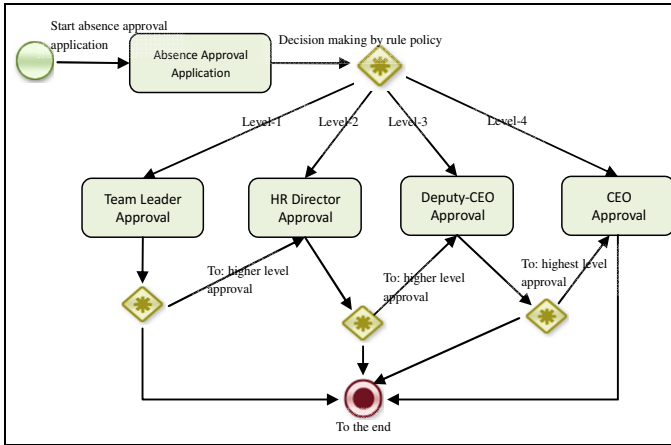 Start absence approval
application
Absence Approval
Application
Decision making by rule policy
Level-1
Level-2
Level-3
Level-4
Team Leader
Approval
HR Director
Approval
Deputy-CEO
Approval
CEO
Approval
To: higher level
approval
To: higher level
approval
To: highest level
approval
To the end